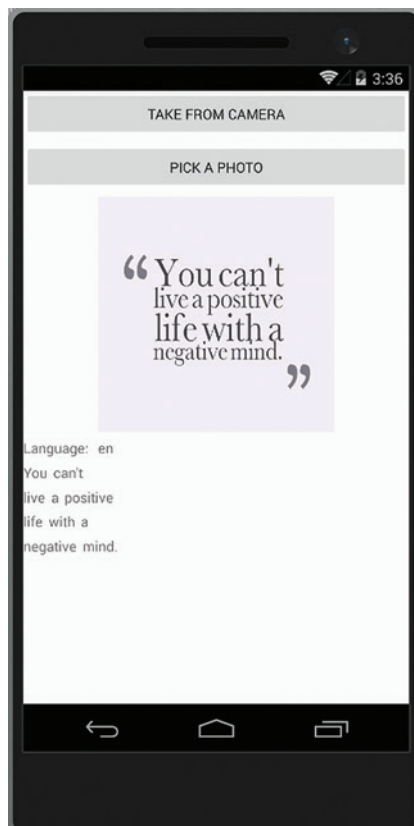 3:36
TAKE FROM CAMERA
PICK A PHOTO
“ You can't
live a positive
life with a
negative mind. ”
Language: en
You can't
live a positive
life with a
negative mind.